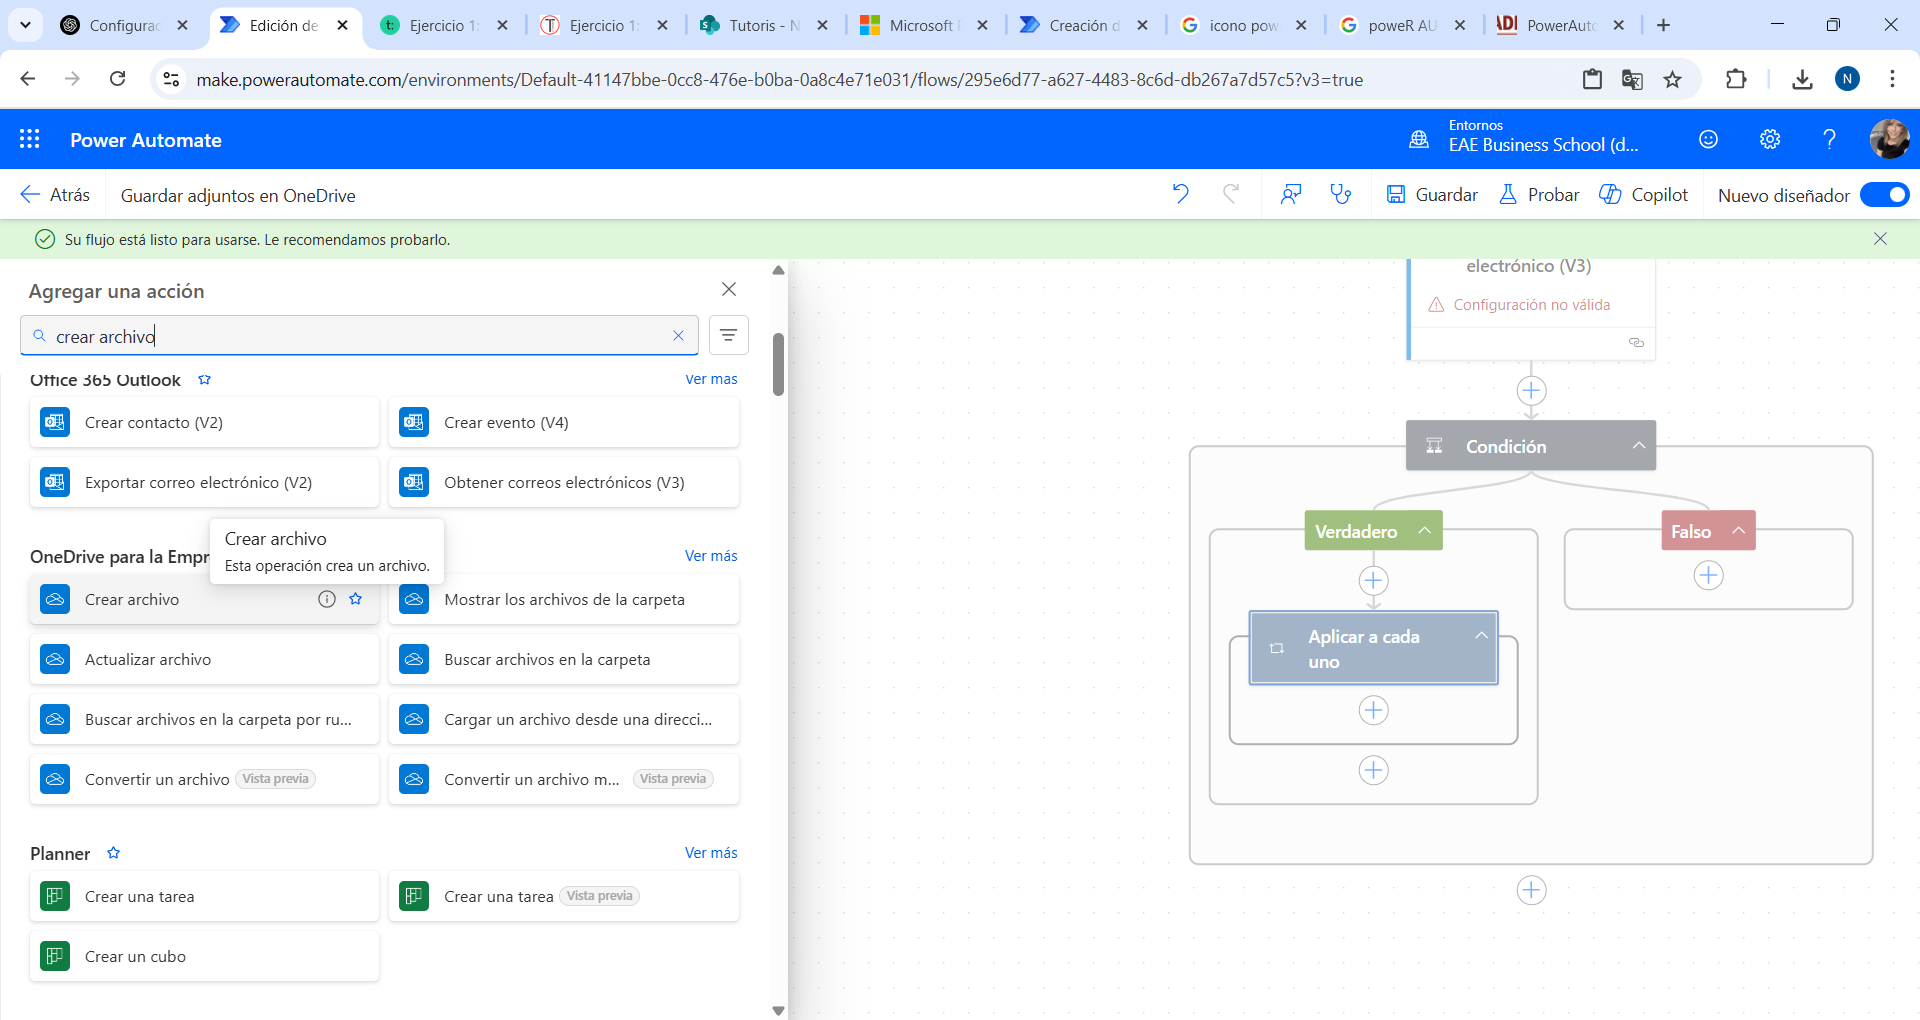 Configurac
Edición de
Ejercicio 1:
Ejercicio 1:
Tutoris - N
Microsoft
Creación d
icono pow
poweR AU
PowerAuto
make.powerautomate.com/environments/Default-41147bbe-0cc8-476e-b0ba-0a8c4e71e031/flows/295e6d77-a627-4483-8c6d-db267a7d57c5?v3=true
N
Power Automate
Entornos
EAE Business School (d...
Atrás
Guardar adjuntos en OneDrive
Guardar
Probar
Copilot
Nuevo diseñador
Su flujo está listo para usarse. Le recomendamos probarlo.
Agregar una acción
crear archivo
Office 365 Outlook
Ver más
Crear contacto (V2)
Crear evento (V4)
Exportar correo electrónico (V2)
Obtener correos electrónicos (V3)
Crear archivo
Esta operación crea un archivo.
OneDrive para la Empr
Ver más
Crear archivo
Mostrar los archivos de la carpeta
Actualizar archivo
Buscar archivos en la carpeta
Buscar archivos en la carpeta por ru...
Cargar un archivo desde una direcci...
Convertir un archivo Vista previa
Convertir un archivo m... Vista previa
Planner
Ver más
Crear una tarea
Crear una tarea Vista previa
Crear un cubo
electrónico (V3)
Configuración no válida
Condición
Verdadero
Falso
Aplicar a cada
uno